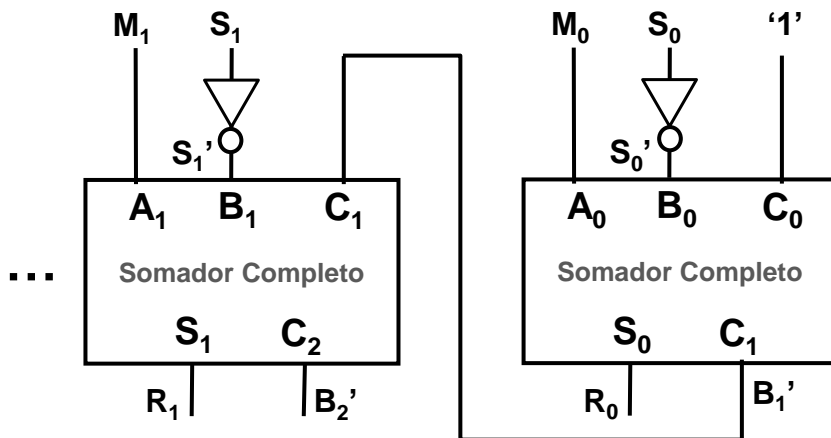 M₁ S₁ M₀ S₀ ‘1’
S₁’ S₀’
A₁ B₁ C₁ A₀ B₀ C₀
... Somador Completo Somador Completo
S₁ C₂ S₀ C₁
R₁ B₂’ R₀ B₁’